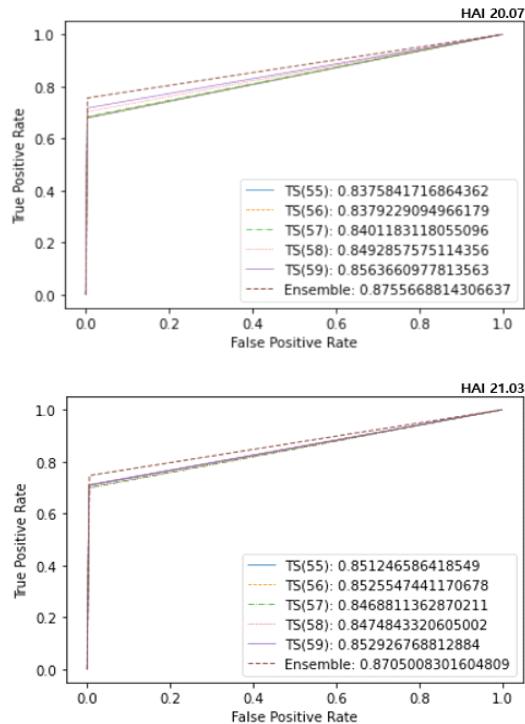 HAI 20.07
1.0
0.8
0.6
0.4
0.2
0.0
True Positive Rate
TS(55): 0.8375841716864362
TS(56): 0.8379229094966179
TS(57): 0.8401183118055096
TS(58): 0.8492857575114356
TS(59): 0.8563660977813563
Ensemble: 0.8755668814306637
0.0 0.2 0.4 0.6 0.8 1.0
False Positive Rate
HAI 21.03
1.0
0.8
0.6
0.4
0.2
0.0
True Positive Rate
TS(55): 0.851246586418549
TS(56): 0.8525547441170678
TS(57): 0.8468811362870211
TS(58): 0.8474843320605002
TS(59): 0.852926768812884
Ensemble: 0.8705008301604809
0.0 0.2 0.4 0.6 0.8 1.0
False Positive Rate